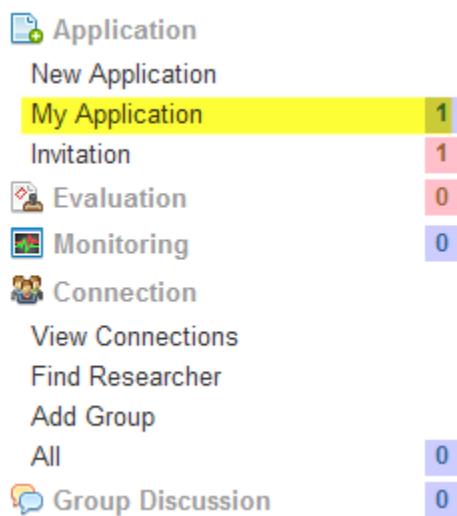 Application
New Application
My Application 1
Invitation 1
Evaluation 0
Monitoring 0
Connection
View Connections
Find Researcher
Add Group
All 0
Group Discussion 0